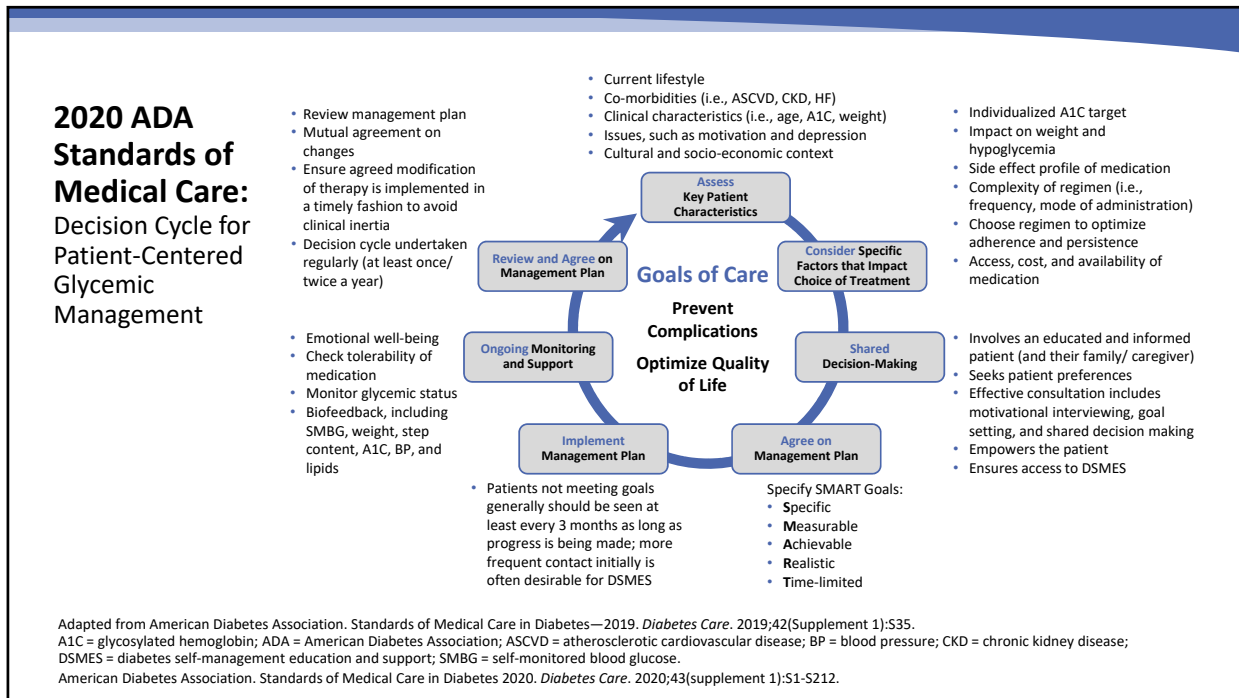 2020 ADA
Standards of
Medical Care:
Decision Cycle for
Patient-Centered
Glycemic
Management
• Current lifestyle
• Co-morbidities (i.e., ASCVD, CKD, HF)
• Clinical characteristics (i.e., age, A1C, weight)
• Issues, such as motivation and depression
• Cultural and socio-economic context
Assess
Key Patient
Characteristics
• Individualized A1C target
• Impact on weight and
hypoglycemia
• Side effect profile of medication
• Complexity of regimen (i.e.,
frequency, mode of administration)
• Choose regimen to optimize
adherence and persistence
• Access, cost, and availability of
medication
Consider Specific
Factors that Impact
Choice of Treatment
• Involves an educated and informed
patient (and their family/ caregiver)
• Seeks patient preferences
• Effective consultation includes
motivational interviewing, goal
setting, and shared decision making
• Empowers the patient
• Ensures access to DSMES
Shared
Decision-Making
Agree on
Management Plan
Specify SMART Goals:
• Specific
• Measurable
• Achievable
• Realistic
• Time-limited
Implement
Management Plan
• Patients not meeting goals
generally should be seen at
least every 3 months as long as
progress is being made; more
frequent contact initially is
often desirable for DSMES
Ongoing Monitoring
and Support
• Emotional well-being
• Check tolerability of
medication
• Monitor glycemic status
• Biofeedback, including
SMBG, weight, step
content, A1C, BP, and
lipids
Review and Agree on
Management Plan
• Review management plan
• Mutual agreement on
changes
• Ensure agreed modification
of therapy is implemented in
a timely fashion to avoid
clinical inertia
• Decision cycle undertaken
regularly (at least once/
twice a year)
Goals of Care
Prevent
Complications
Optimize Quality
of Life
Adapted from American Diabetes Association. Standards of Medical Care in Diabetes—2019. Diabetes Care. 2019;42(Supplement 1):S35.
A1C = glycosylated hemoglobin; ADA = American Diabetes Association; ASCVD = atherosclerotic cardiovascular disease; BP = blood pressure; CKD = chronic kidney disease;
DSMES = diabetes self-management education and support; SMBG = self-monitored blood glucose.
American Diabetes Association. Standards of Medical Care in Diabetes 2020. Diabetes Care. 2020;43(supplement 1):S1-S212.